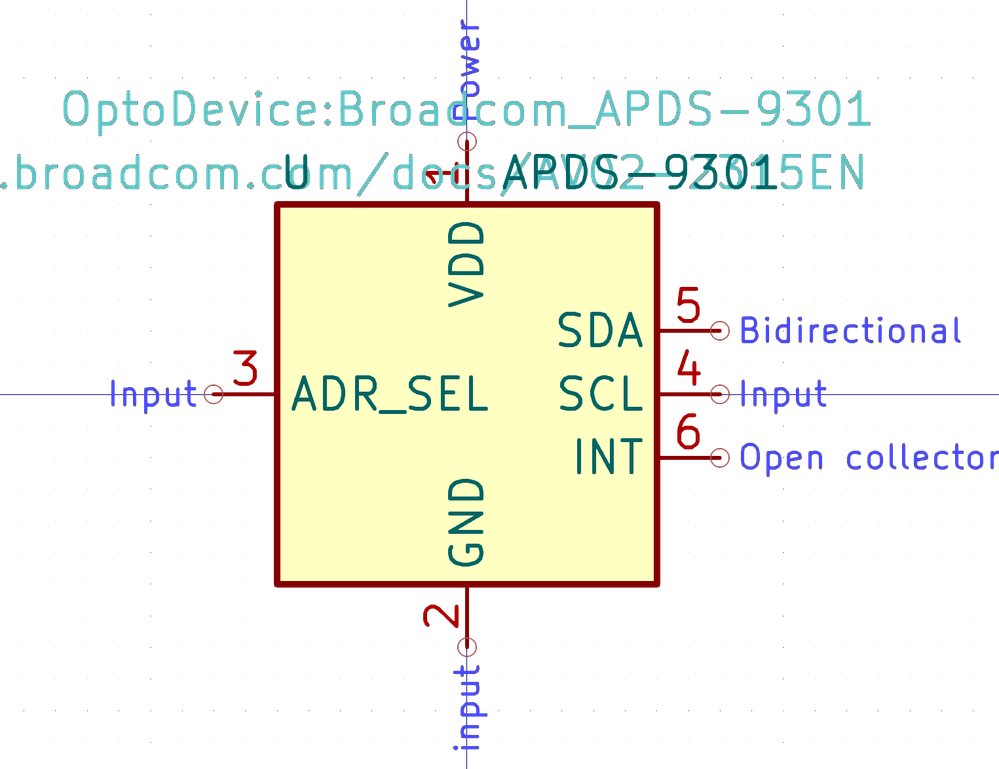 Power
OptoDevice:Broadcom_APDS-9301
.broadcom.com/docs/AV02-2315EN
U
APDS-9301
1
VDD
5
SDA
Bidirectional
3
Input
ADR_SEL
4
SCL
Input
6
INT
Open collector
GND
2
input